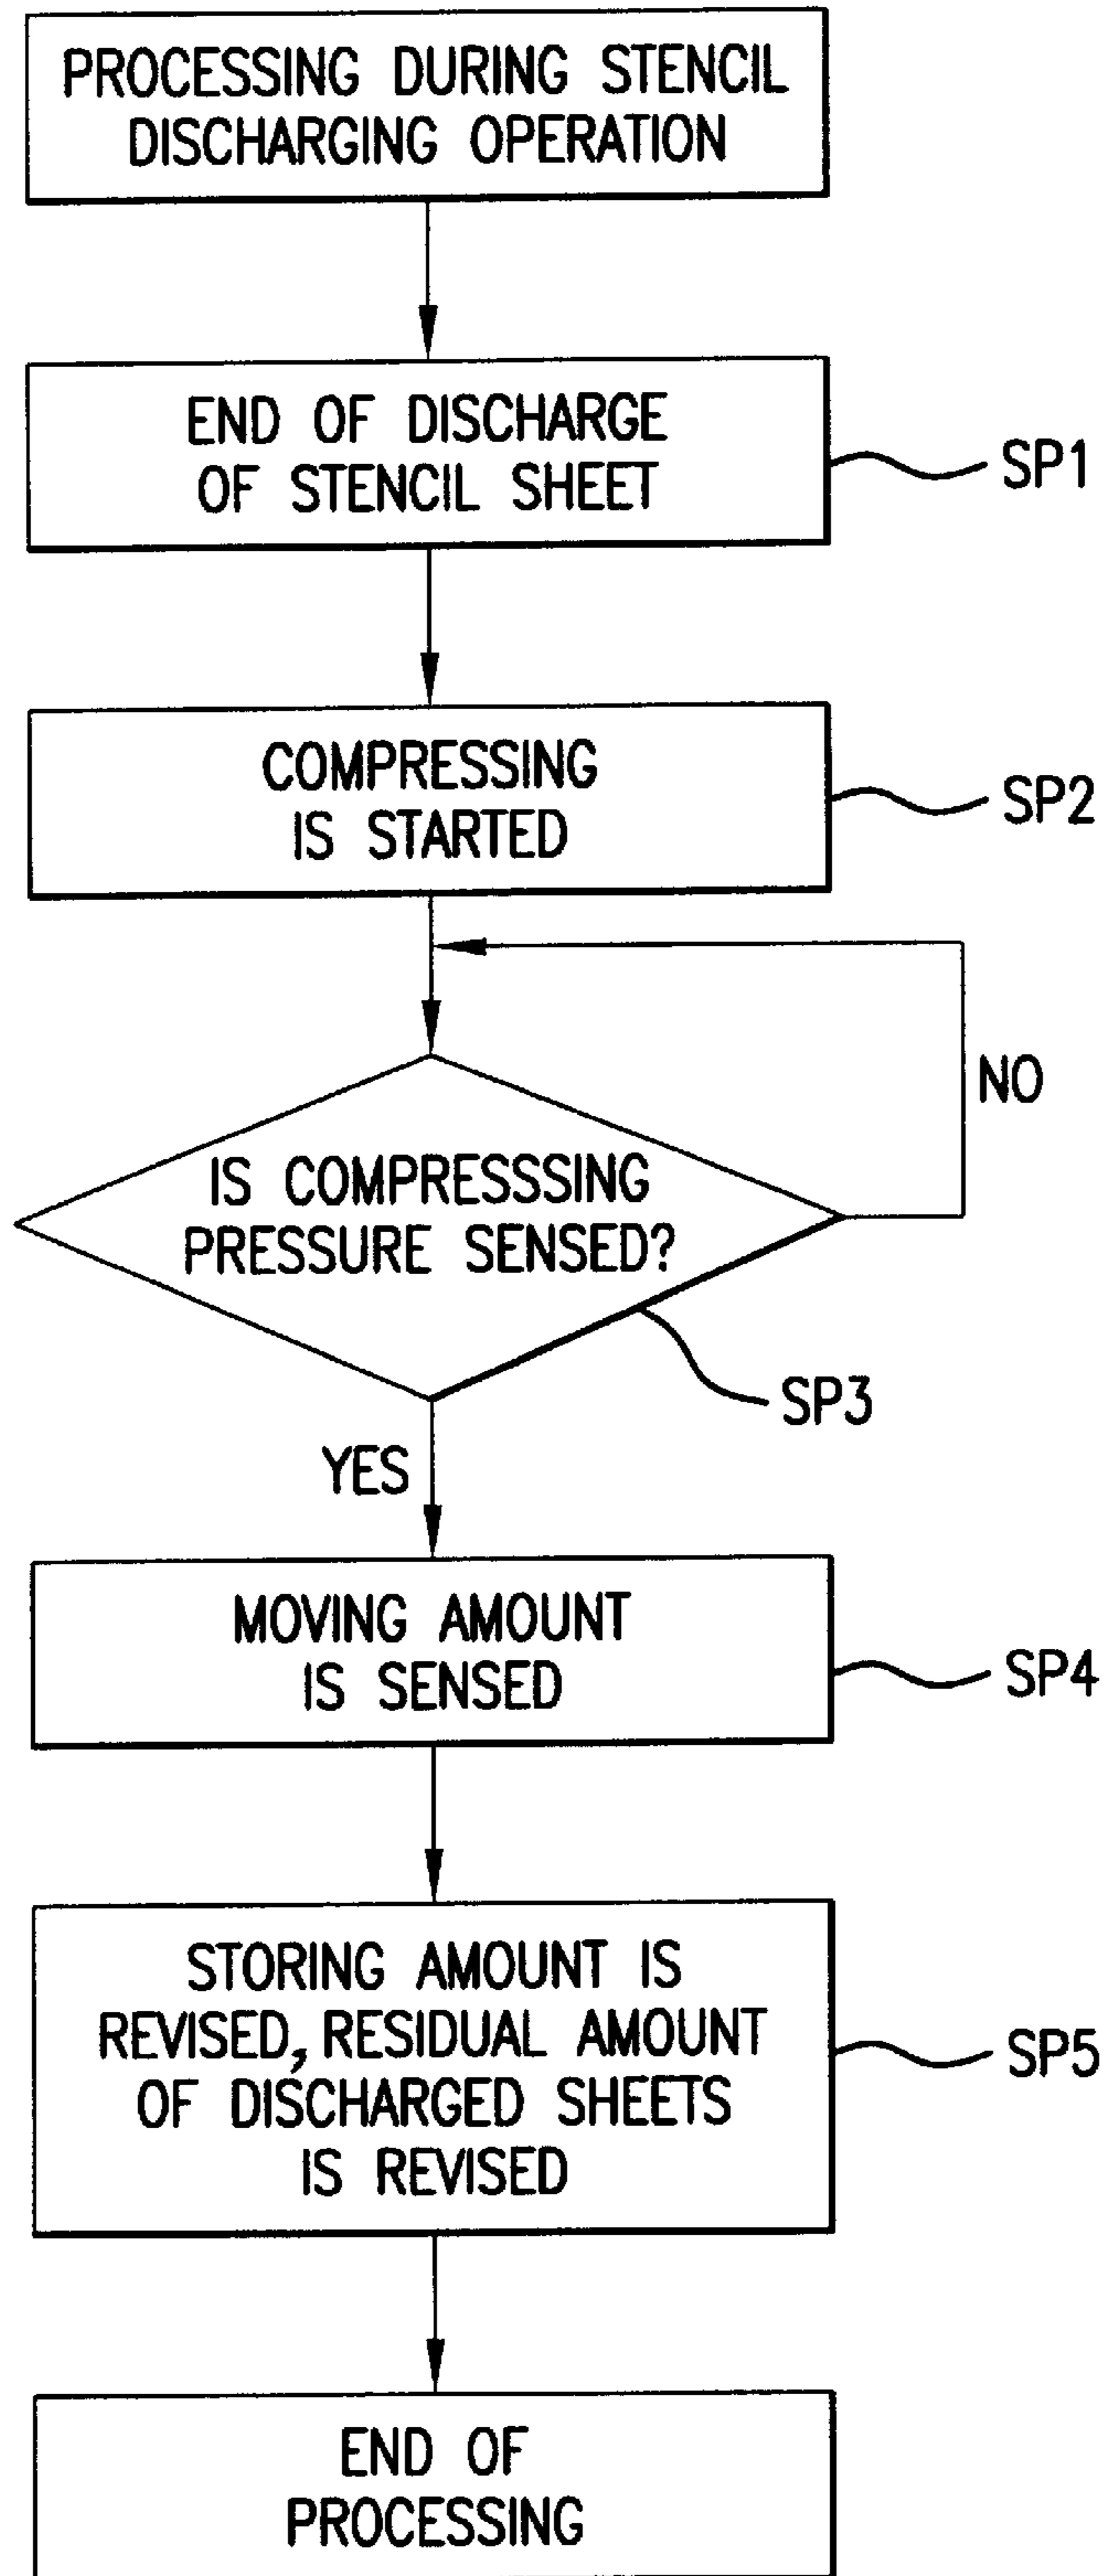 PROCESSING DURING STENCIL
DISCHARGING OPERATION
END OF DISCHARGE
OF STENCIL SHEET
SP1
COMPRESSING
IS STARTED
SP2
NO
IS COMPRESSSING
PRESSURE SENSED?
SP3
YES
MOVING AMOUNT
IS SENSED
SP4
STORING AMOUNT IS
REVISED, RESIDUAL AMOUNT
OF DISCHARGED SHEETS
IS REVISED
SP5
END OF
PROCESSING